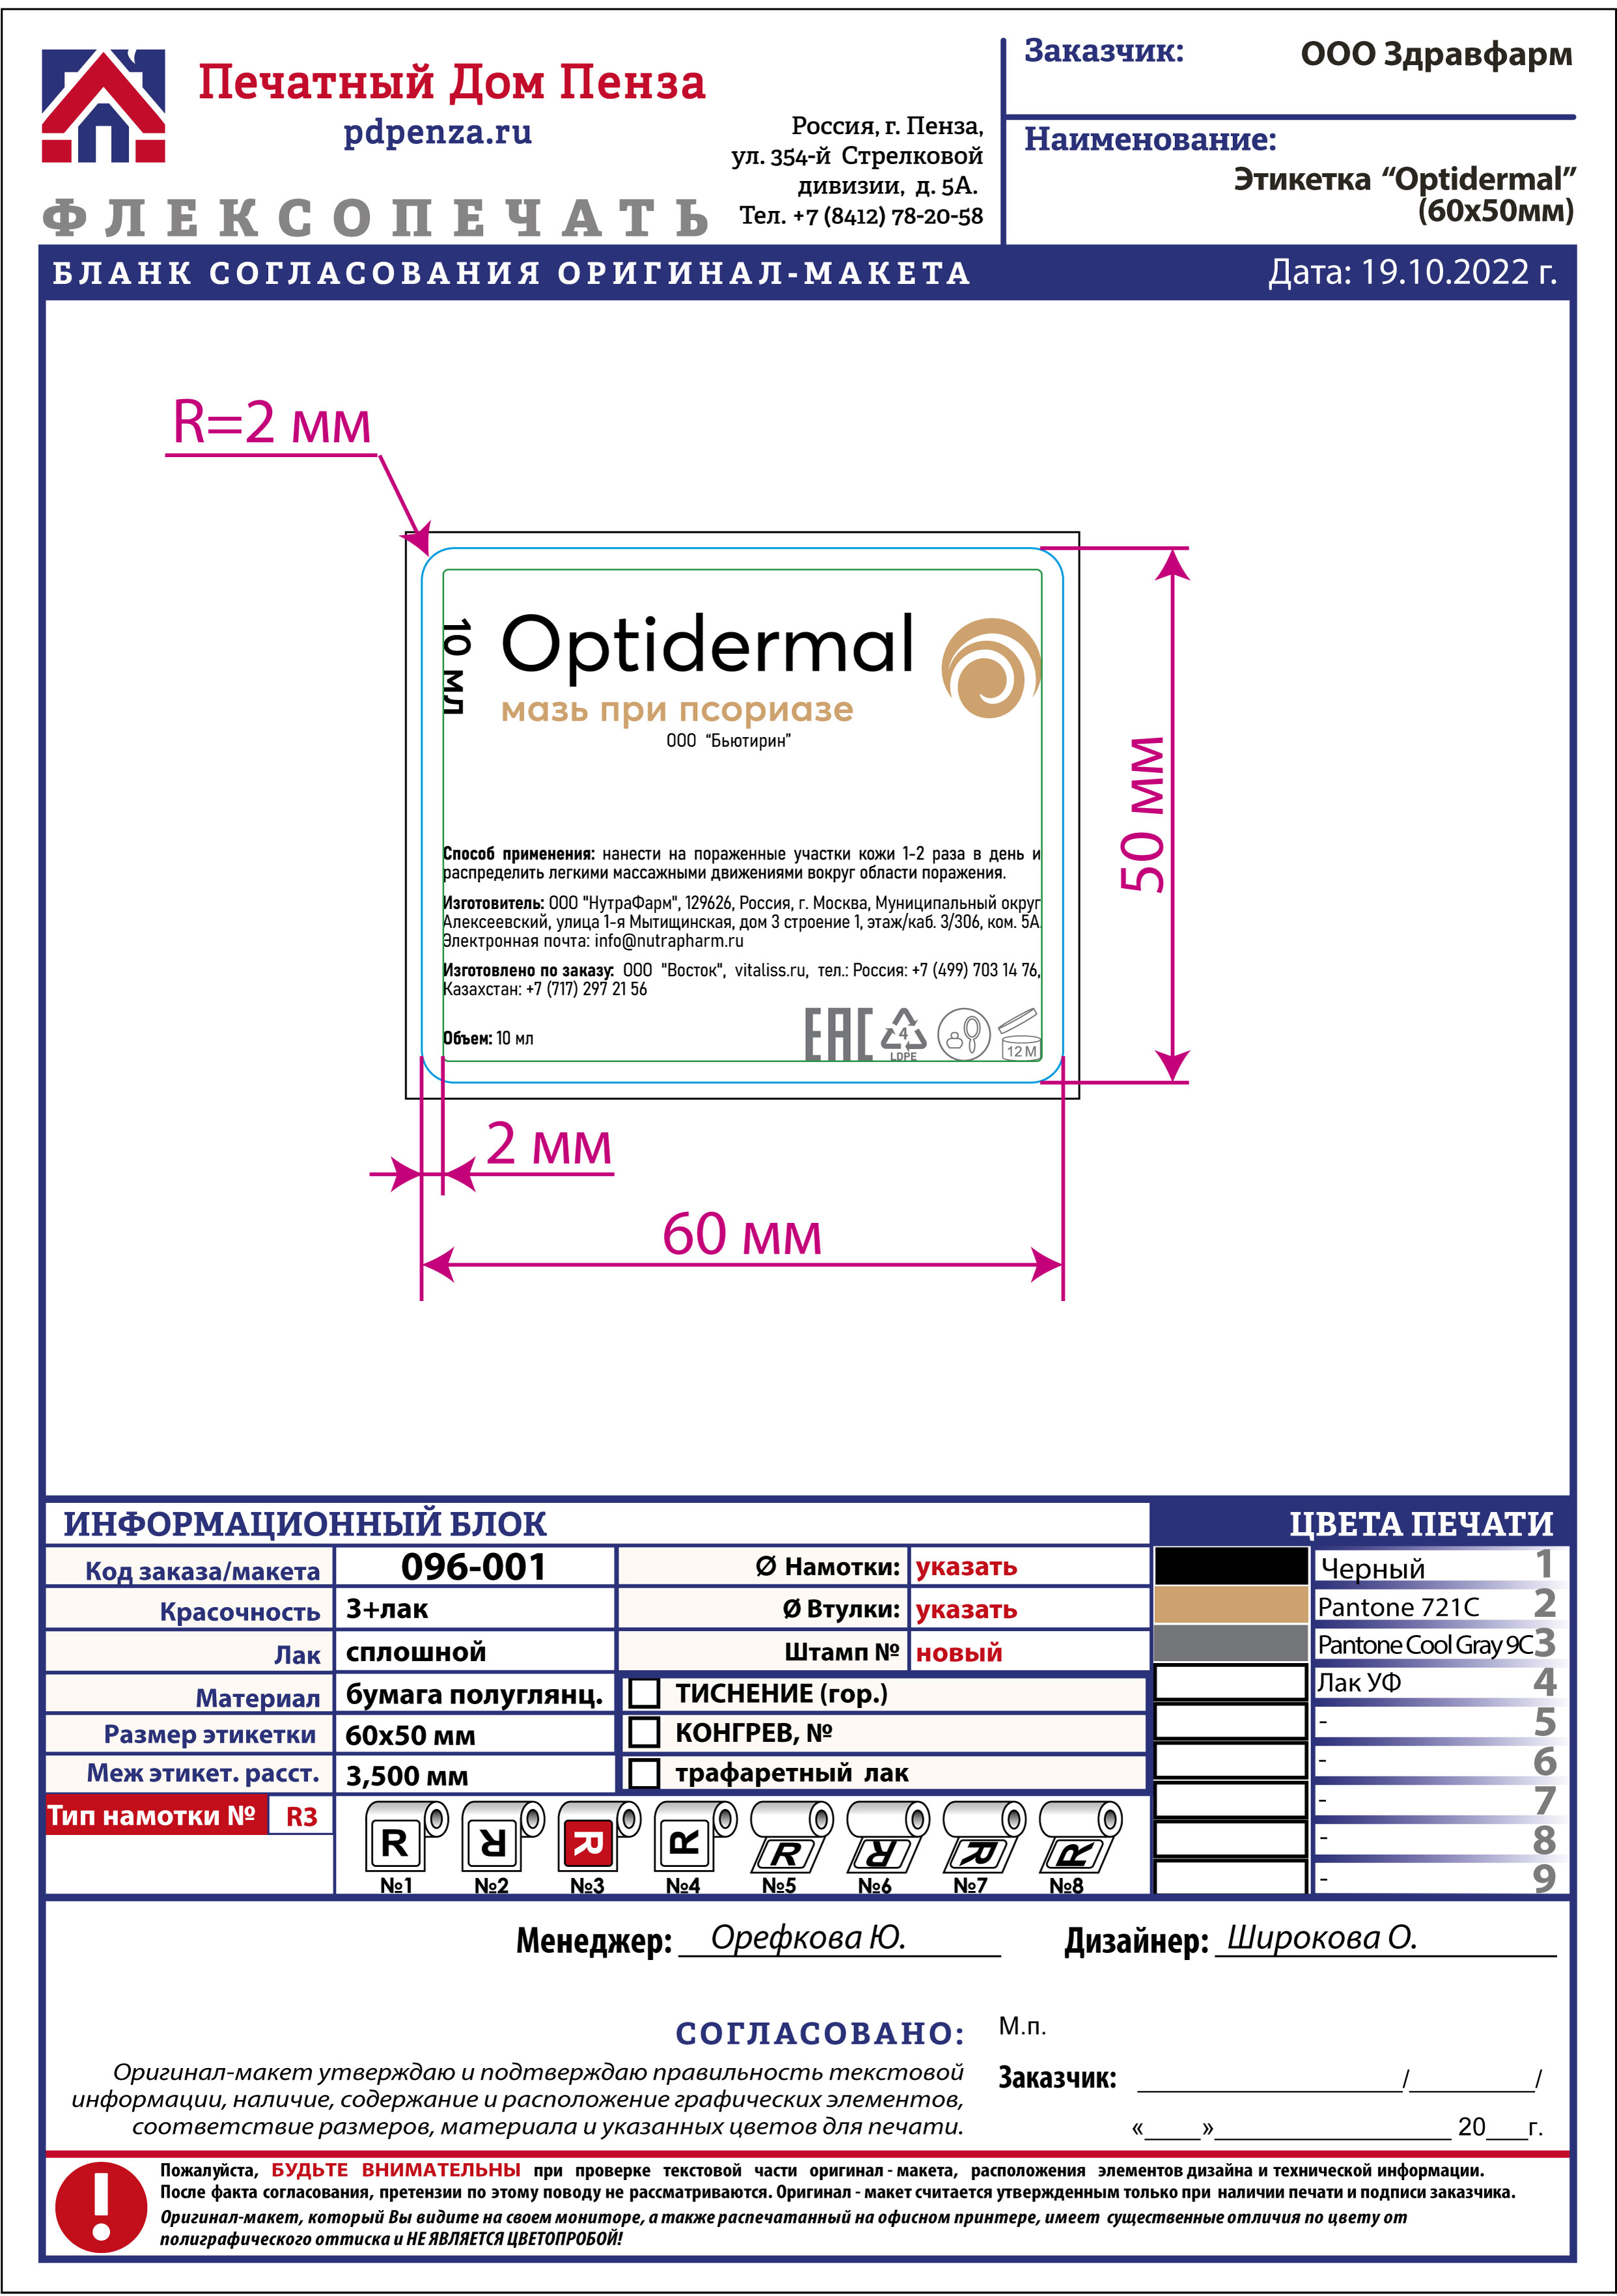 Печатный Дом Пенза
pdpenza.ru
ФЛЕКСОПЕЧАТЬ
Россия, г. Пенза,
ул. 354-й Стрелковой
дивизии, д. 5А.
Тел. +7 (8412) 78-20-58
Заказчик:
ООО Здравфарм
Наименование:
Этикетка “Optidermal”
(60х50мм)
БЛАНК СОГЛАСОВАНИЯ ОРИГИНАЛ-МАКЕТА
Дата: 19.10.2022 г.
R=2 мм
10 мл
Optidermal
мазь при псориазе
ООО “Бьютирин”
Способ применения: нанести на пораженные участки кожи 1-2 раза в день и
распределить легкими массажными движениями вокруг области поражения.
Изготовитель: ООО "НутраФарм", 129626, Россия, г. Москва, Муниципальный округ
Алексеевский, улица 1-я Мытищинская, дом 3 строение 1, этаж/каб. 3/306, ком. 5А.
Электронная почта: info@nutrapharm.ru
Изготовлено по заказу: ООО "Восток", vitaliss.ru, тел.: Россия: +7 (499) 703 14 76,
Казахстан: +7 (717) 297 21 56
Объем: 10 мл
EAC
4
LDPE
12 M
50 мм
2 мм
60 мм
ИНФОРМАЦИОННЫЙ БЛОК
ЦВЕТА ПЕЧАТИ
Код заказа/макета
096-001
Ø Намотки:
указать
Черный
1
Красочность
3+лак
Ø Втулки:
указать
Pantone 721C
2
Лак
сплошной
Штамп №
новый
Pantone Cool Gray 9C
3
Материал
бумага полуглянц.
ТИСНЕНИЕ (гор.)
Лак УФ
4
Размер этикетки
60х50 мм
КОНГРЕВ, №
-
5
Меж этикет. расст.
3,500 мм
трафаретный лак
-
6
Тип намотки №
R3
-
7
-
8
-
9
R
R
R
R
R
R
R
R
№1
№2
№3
№4
№5
№6
№7
№8
Менеджер: Орефкова Ю.
Дизайнер: Широкова О.
СОГЛАСОВАНО:
Оригинал-макет утверждаю и подтверждаю правильность текстовой
информации, наличие, содержание и расположение графических элементов,
соответствие размеров, материала и указанных цветов для печати.
М.п.
Заказчик: ___________________/_________/
«____»_________________ 20___г.
Пожалуйста, БУДЬТЕ ВНИМАТЕЛЬНЫ при проверке текстовой части оригинал - макета, расположения элементов дизайна и технической информации.
После факта согласования, претензии по этому поводу не рассматриваются. Оригинал - макет считается утвержденным только при наличии печати и подписи заказчика.
Оригинал-макет, который Вы видите на своем мониторе, а также распечатанный на офисном принтере, имеет существенные отличия по цвету от
полиграфического оттиска и НЕ ЯВЛЯЕТСЯ ЦВЕТОПРОБОЙ!